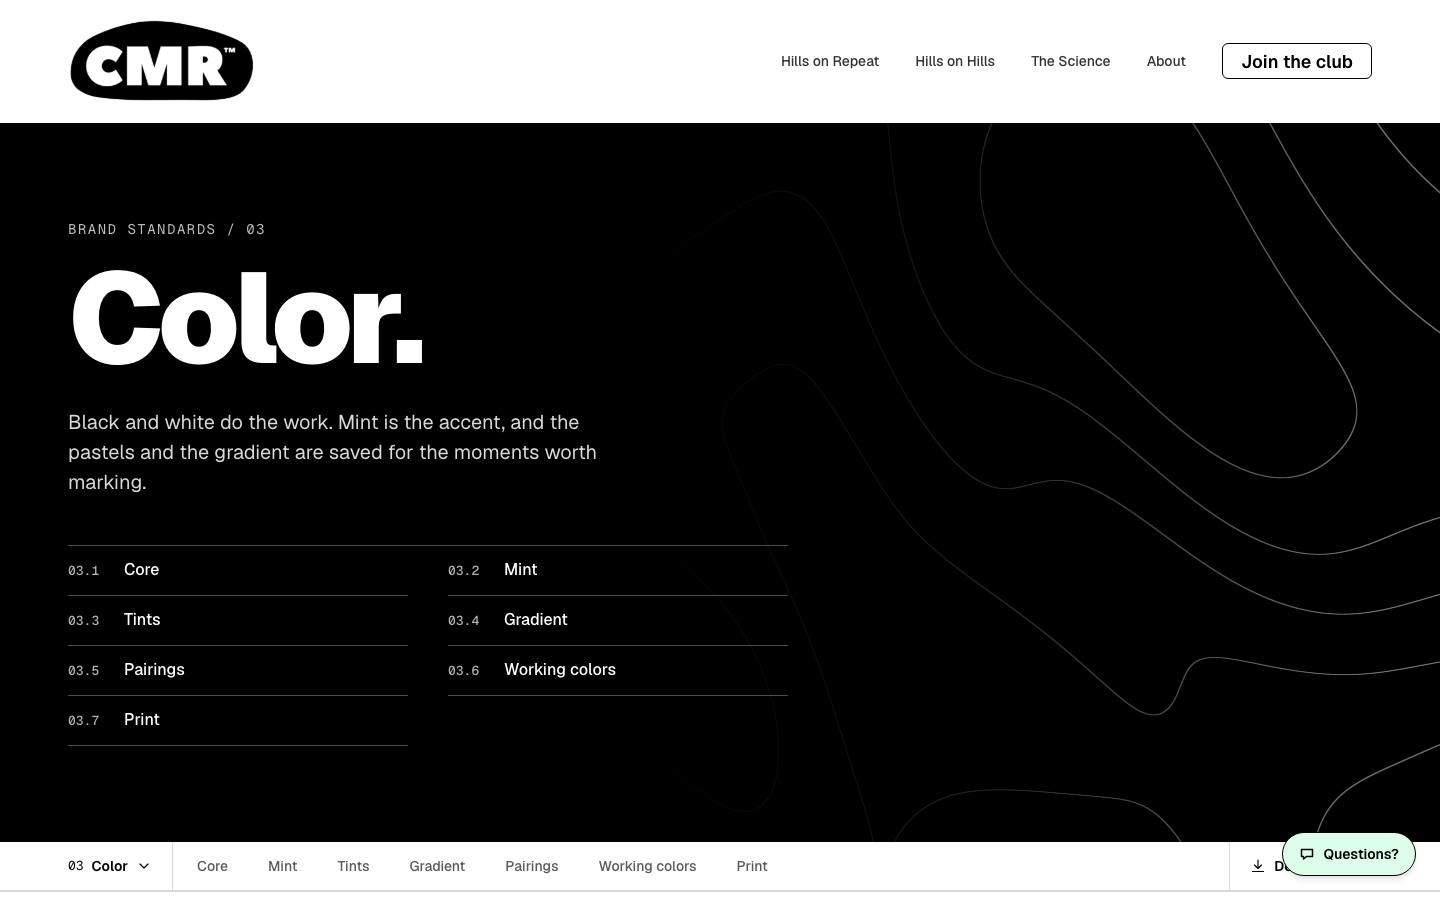 CMR™
Hills on Repeat
Hills on Hills
The Science
About
Join the club
BRAND STANDARDS / 03
Color.
Black and white do the work. Mint is the accent, and the
pastels and the gradient are saved for the moments worth
marking.
03.1 Core
03.2 Mint
03.3 Tints
03.4 Gradient
03.5 Pairings
03.6 Working colors
03.7 Print
03 Color
Core
Mint
Tints
Gradient
Pairings
Working colors
Print
Questions?